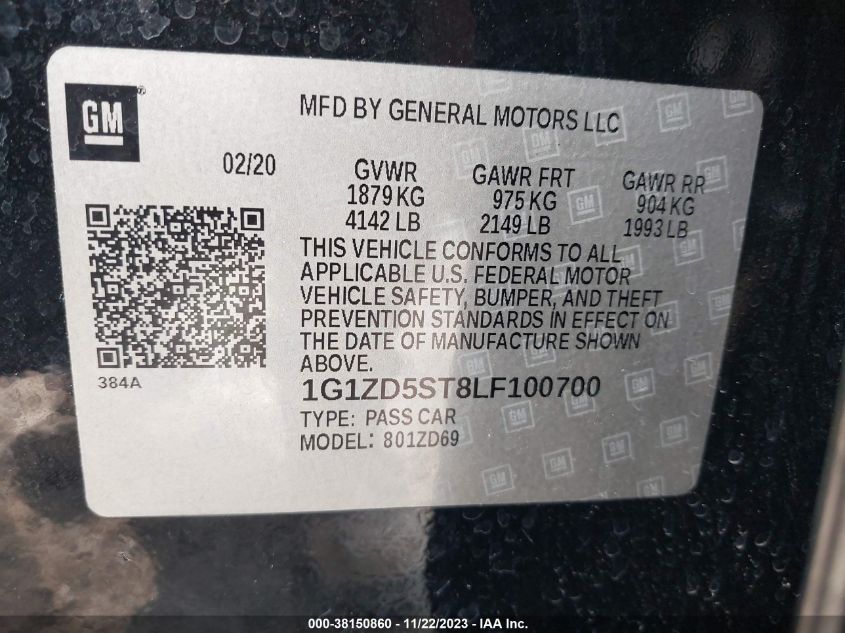 GM
MFD BY GENERAL MOTORS LLC
02/20
GVWR
1879 KG
4142 LB
GAWR FRT
975 KG
2149 LB
GAWR RR
904 KG
1993 LB
THIS VEHICLE CONFORMS TO ALL
APPLICABLE U.S. FEDERAL MOTOR
VEHICLE SAFETY, BUMPER, AND THEFT
PREVENTION STANDARDS IN EFFECT ON
THE DATE OF MANUFACTURE SHOWN
ABOVE.
384A
1G1ZD5ST8LF100700
TYPE: PASS CAR
MODEL: 801ZD69
000-38150860 - 11/22/2023 - IAA Inc.